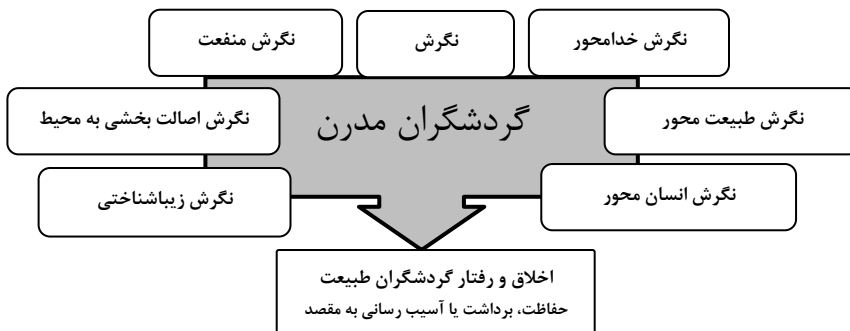 نگرش خدامحور
نگرش
نگرش منفعت
گردشگران مدرن
نگرش طبیعت محور
نگرش اصالت بخشی به محیط
نگرش انسان محور
نگرش زیباشناختی
اخلاق و رفتار گردشگران طبیعت
حفاظت، برداشت یا آسیب رسانی به مقصد